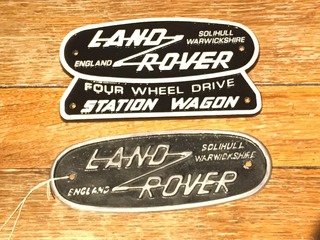 LAND SOLIHULL
WARWICKSHIRE
ENGLAND ROVER
FOUR WHEEL DRIVE
STATION WAGON
LAND SOLIHULL
WARWICKSHIRE
ENGLAND ROVER